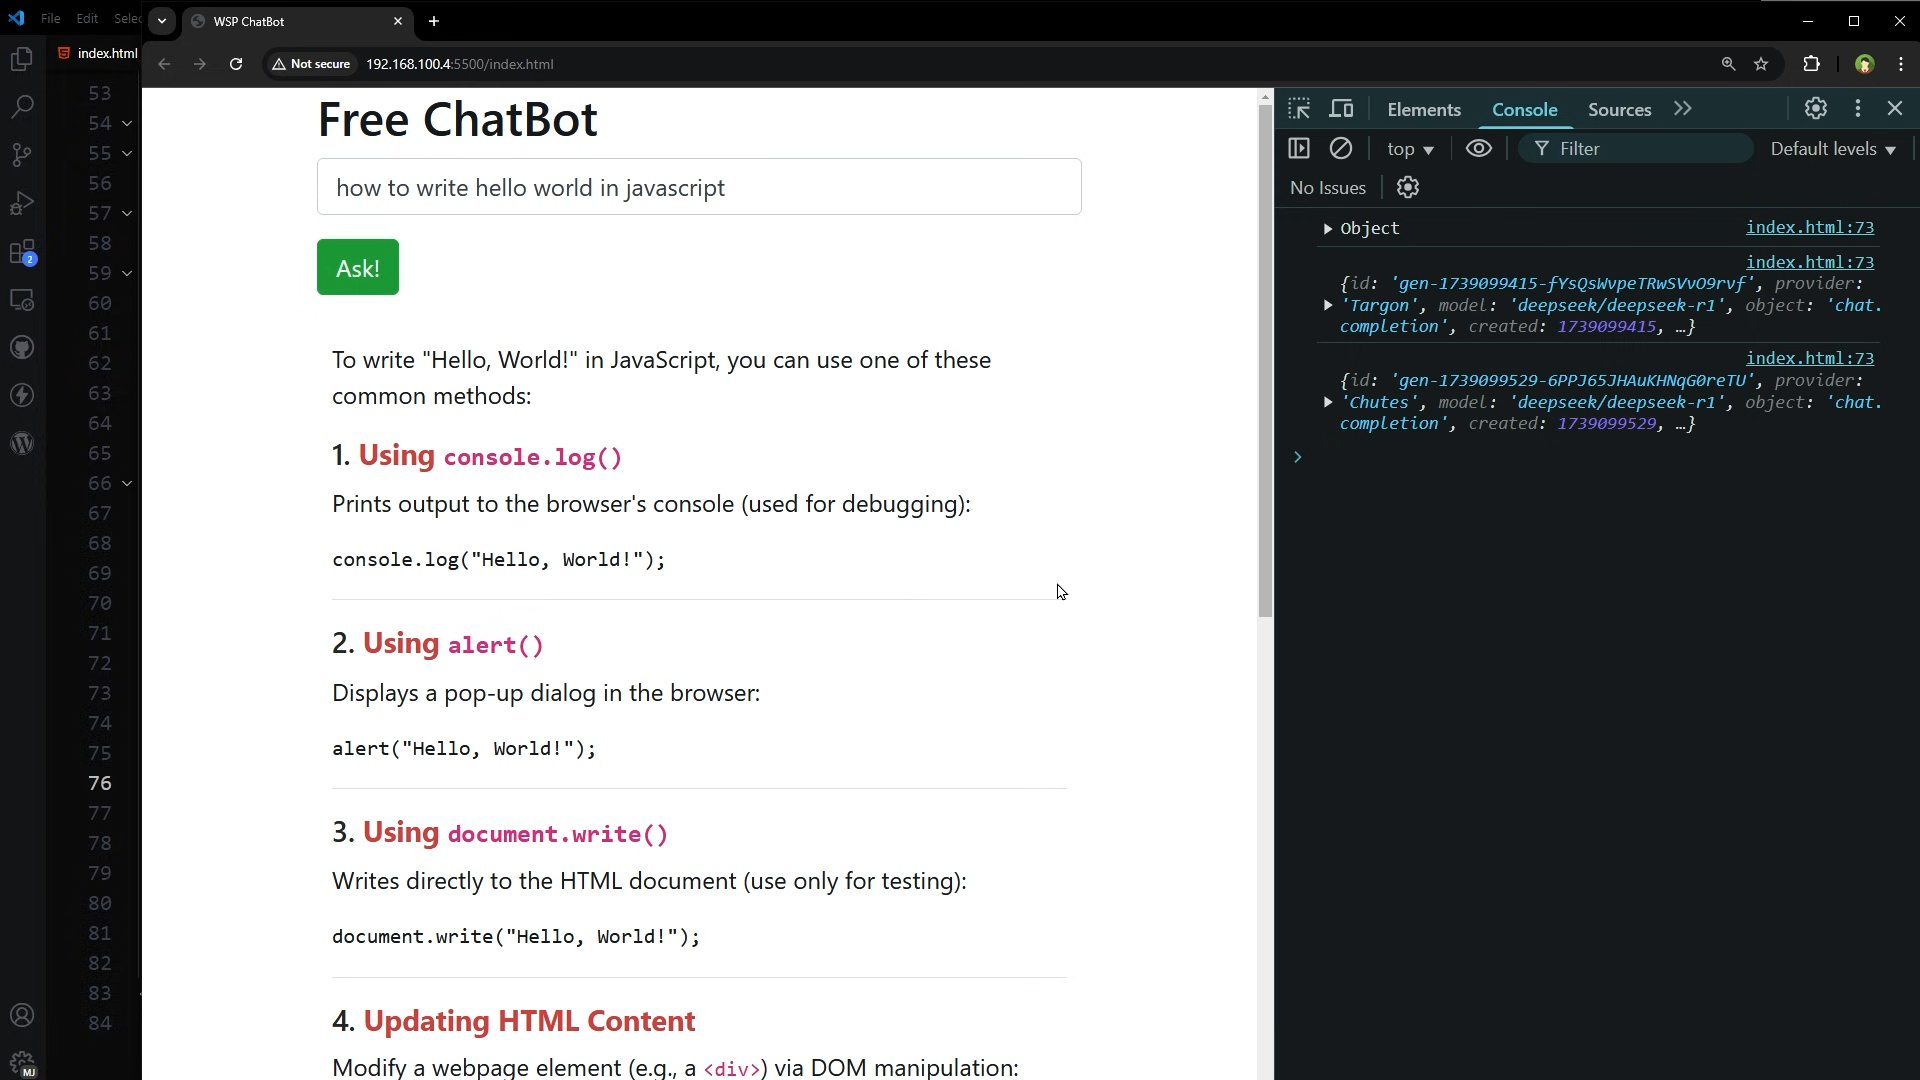 File Edit Selec
WSP ChatBot
index.html
Not secure 192.168.100.4:5500/index.html
53
54
55
56
57
58
59
60
61
62
63
64
65
66
67
68
69
70
71
72
73
74
75
76
77
78
79
80
81
82
83
84
2
MJ
Free ChatBot
how to write hello world in javascript
Ask!
To write "Hello, World!" in JavaScript, you can use one of these
common methods:
1. Using console.log()
Prints output to the browser's console (used for debugging):
console.log("Hello, World!");
2. Using alert()
Displays a pop-up dialog in the browser:
alert("Hello, World!");
3. Using document.write()
Writes directly to the HTML document (use only for testing):
document.write("Hello, World!");
4. Updating HTML Content
Modify a webpage element (e.g., a <div>) via DOM manipulation:
Elements Console Sources
top Filter Default levels
No Issues
Object index.html:73
index.html:73
{id: 'gen-1739099415-fYsQsWvpeTRwSVvO9rvf', provider:
'Targon', model: 'deepseek/deepseek-r1', object: 'chat.
completion', created: 1739099415, …}
index.html:73
{id: 'gen-1739099529-6PPJ65JHAuKHNqG0reTU', provider:
'Chutes', model: 'deepseek/deepseek-r1', object: 'chat.
completion', created: 1739099529, …}